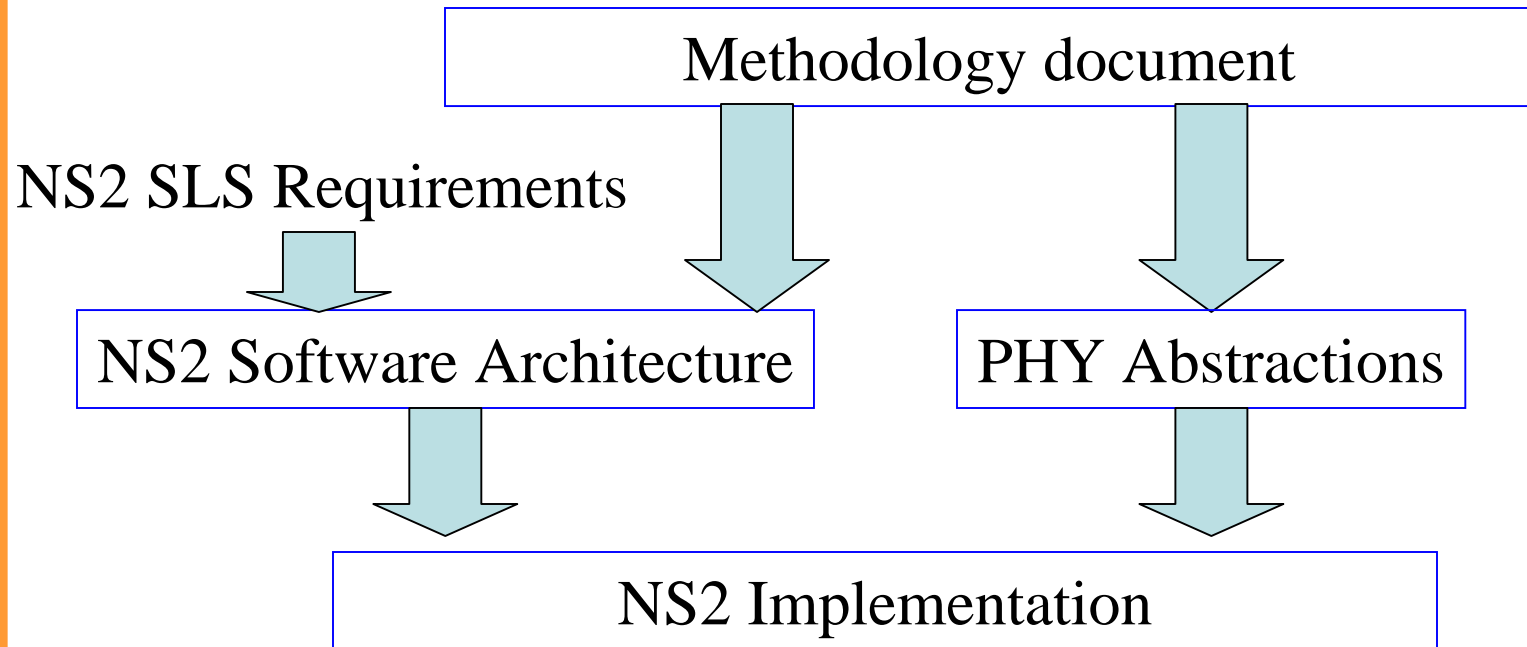 Methodology document
NS2 SLS Requirements
NS2 Software Architecture
PHY Abstractions
NS2 Implementation